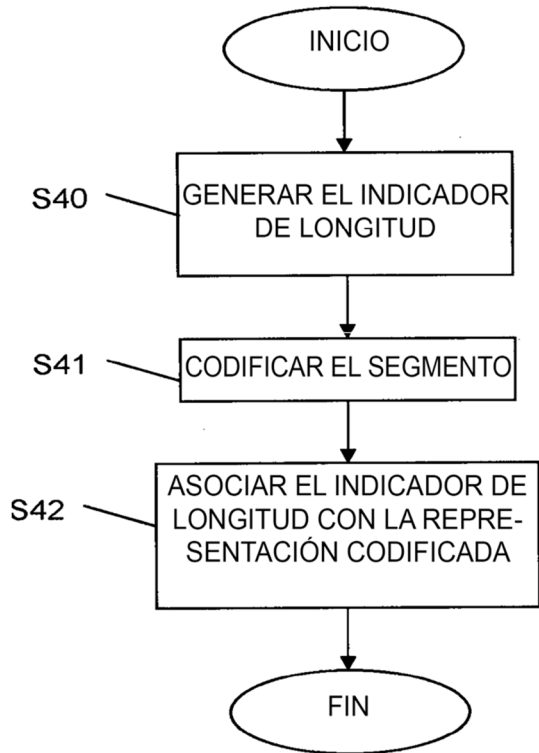 INICIO
S40
GENERAR EL INDICADOR
DE LONGITUD
S41
CODIFICAR EL SEGMENTO
S42
ASOCIAR EL INDICADOR DE
LONGITUD CON LA REPRE-
SENTACIÓN CODIFICADA
FIN